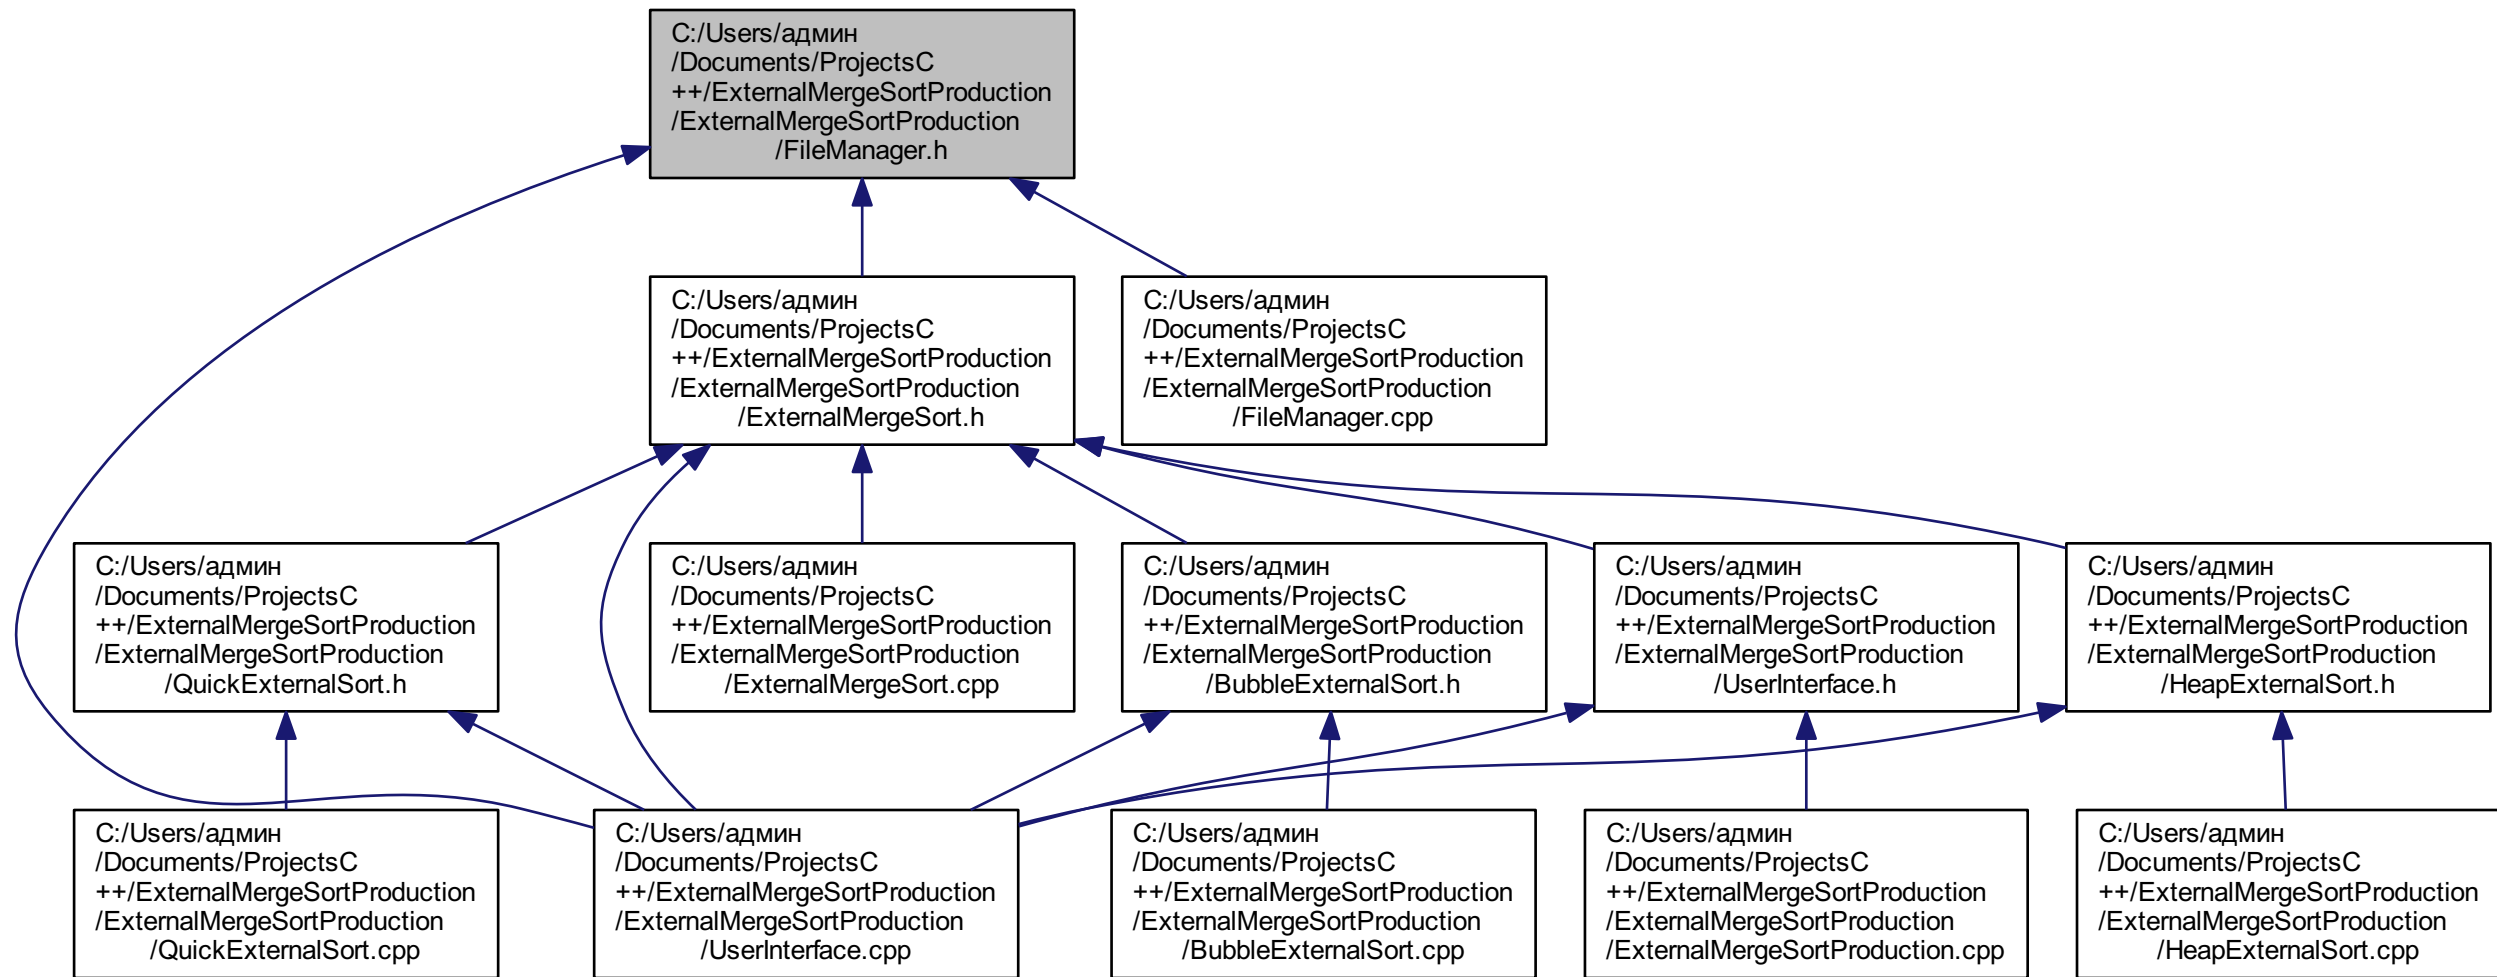 C:/Users/админ
/Documents/ProjectsC
++/ExternalMergeSortProduction
/ExternalMergeSortProduction
/FileManager.h
C:/Users/админ
/Documents/ProjectsC
++/ExternalMergeSortProduction
/ExternalMergeSortProduction
/ExternalMergeSort.h
C:/Users/админ
/Documents/ProjectsC
++/ExternalMergeSortProduction
/ExternalMergeSortProduction
/FileManager.cpp
C:/Users/админ
/Documents/ProjectsC
++/ExternalMergeSortProduction
/ExternalMergeSortProduction
/QuickExternalSort.h
C:/Users/админ
/Documents/ProjectsC
++/ExternalMergeSortProduction
/ExternalMergeSortProduction
/ExternalMergeSort.cpp
C:/Users/админ
/Documents/ProjectsC
++/ExternalMergeSortProduction
/ExternalMergeSortProduction
/BubbleExternalSort.h
C:/Users/админ
/Documents/ProjectsC
++/ExternalMergeSortProduction
/ExternalMergeSortProduction
/UserInterface.h
C:/Users/админ
/Documents/ProjectsC
++/ExternalMergeSortProduction
/ExternalMergeSortProduction
/HeapExternalSort.h
C:/Users/админ
/Documents/ProjectsC
++/ExternalMergeSortProduction
/ExternalMergeSortProduction
/QuickExternalSort.cpp
C:/Users/админ
/Documents/ProjectsC
++/ExternalMergeSortProduction
/ExternalMergeSortProduction
/UserInterface.cpp
C:/Users/админ
/Documents/ProjectsC
++/ExternalMergeSortProduction
/ExternalMergeSortProduction
/BubbleExternalSort.cpp
C:/Users/админ
/Documents/ProjectsC
++/ExternalMergeSortProduction
/ExternalMergeSortProduction
/ExternalMergeSortProduction.cpp
C:/Users/админ
/Documents/ProjectsC
++/ExternalMergeSortProduction
/ExternalMergeSortProduction
/HeapExternalSort.cpp